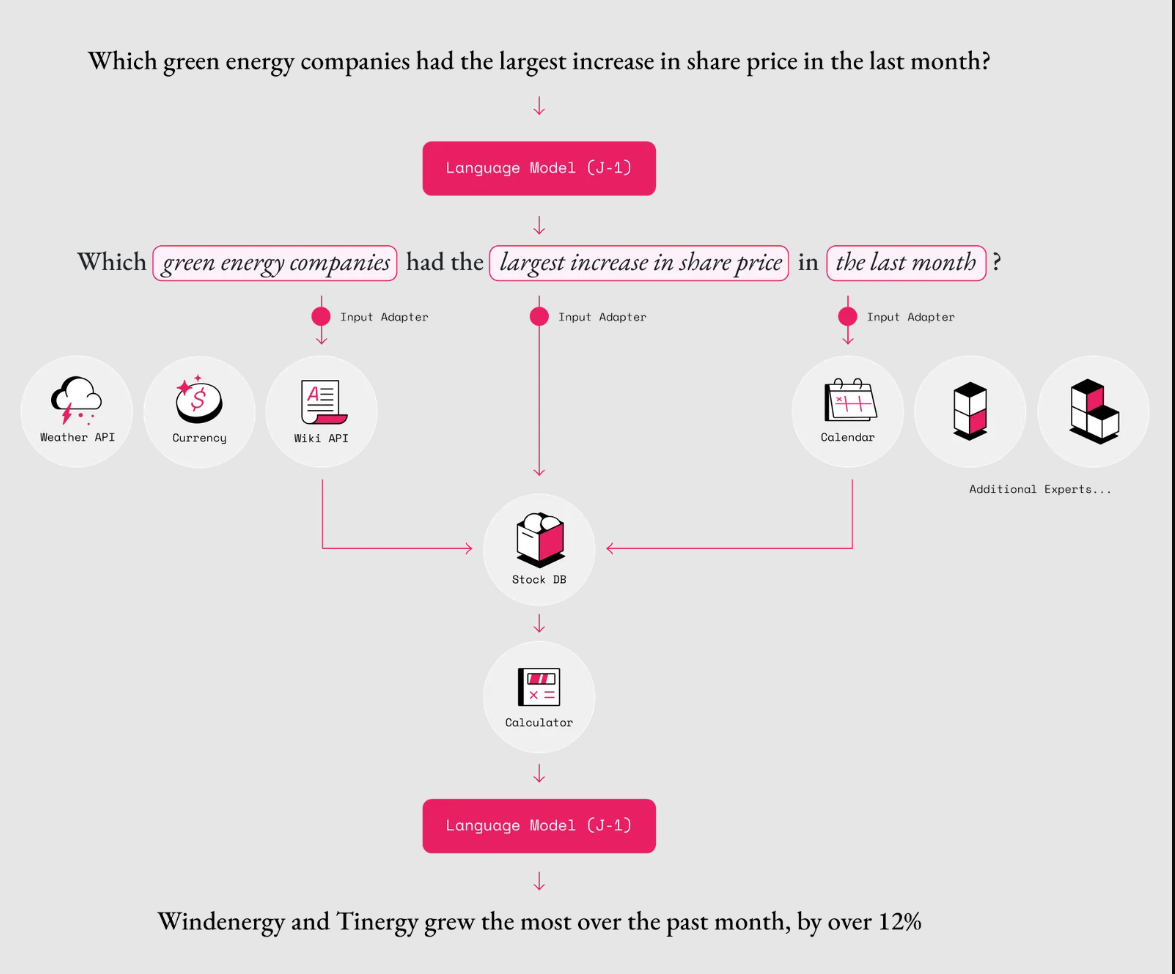 Which green energy companies had the largest increase in share price in the last month?
Language Model (J-1)
Which green energy companies had the largest increase in share price in the last month ?
Input Adapter
Input Adapter
Input Adapter
Weather API
$
Currency
A
Wiki API
Calendar
Additional Experts...
Stock DB
× =
Calculator
Language Model (J-1)
Windenergy and Tinergy grew the most over the past month, by over 12%